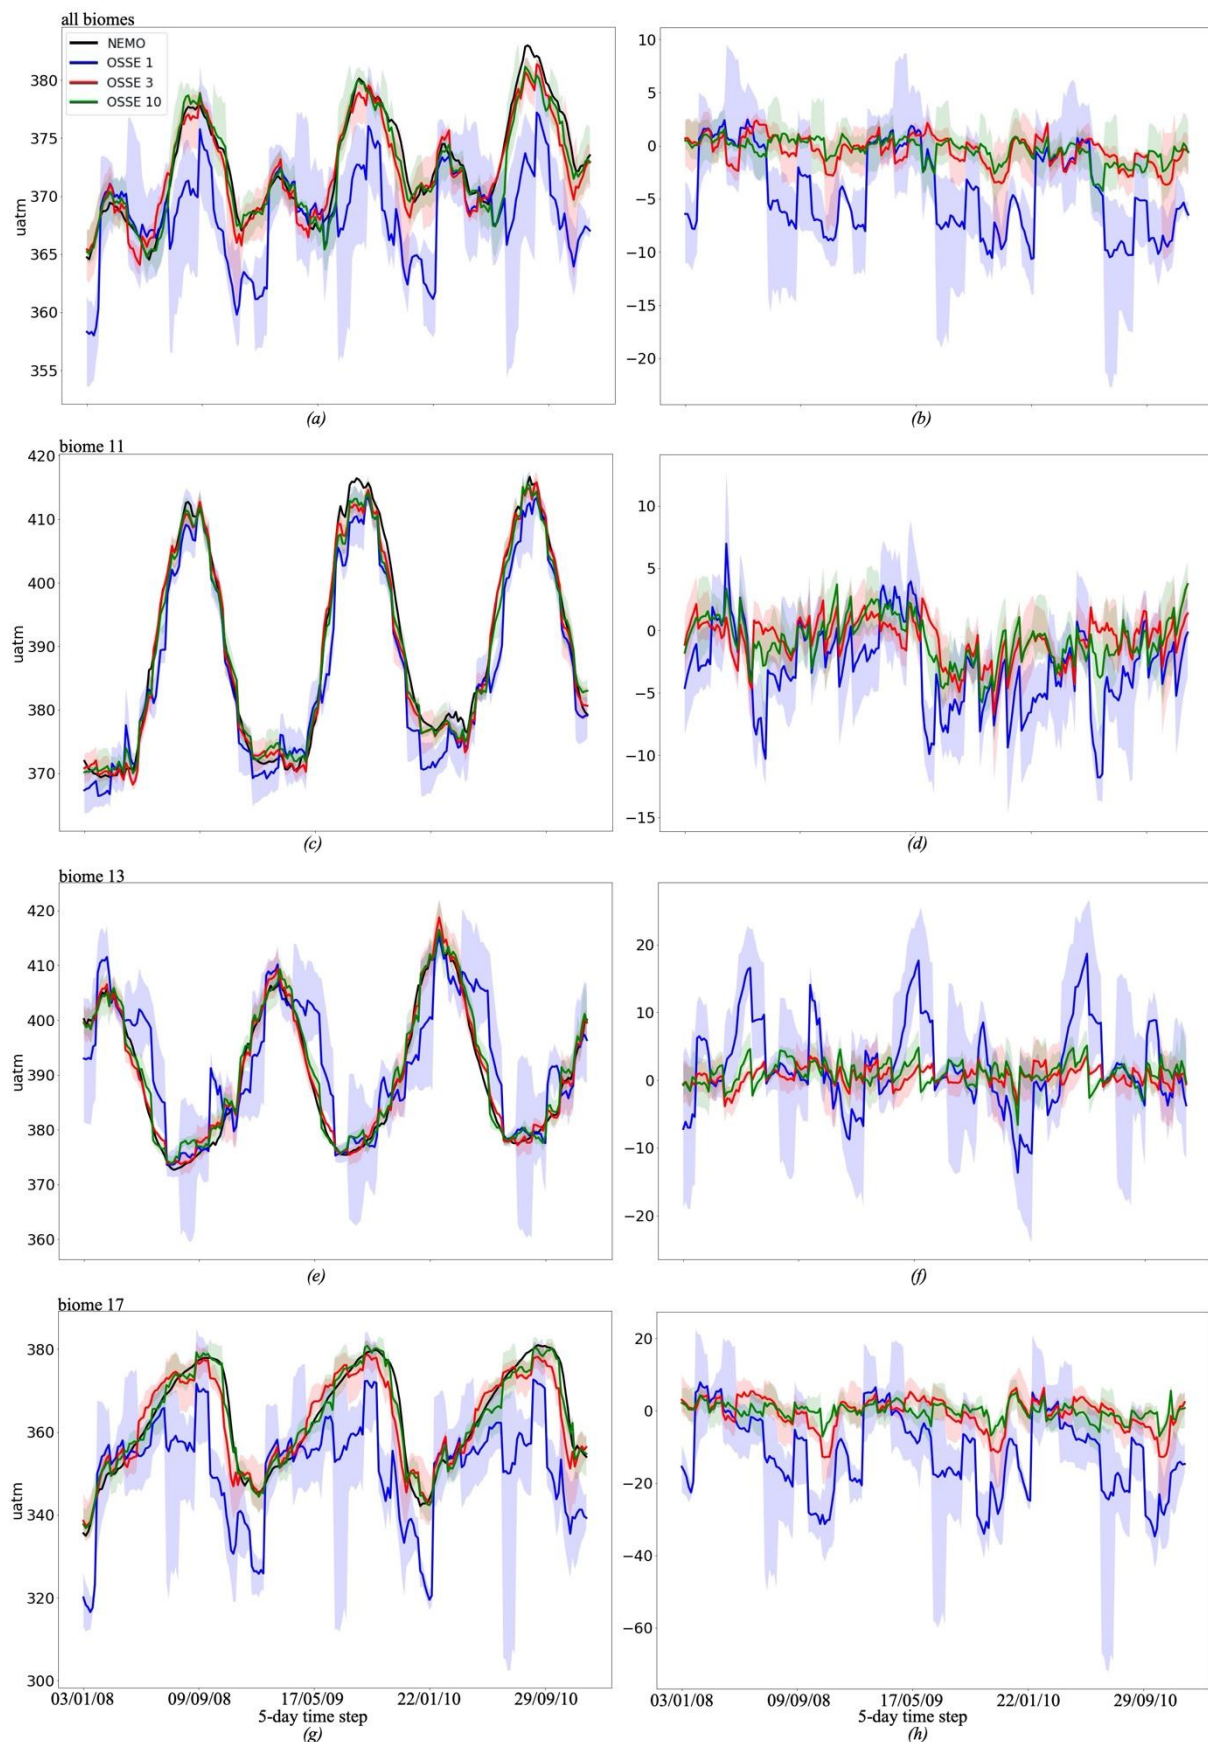 all biomes
NEMO
OSSE 1
OSSE 3
OSSE 10
uatm
380
375
370
365
360
355
(a)
10
5
0
−5
−10
−15
−20
(b)
biome 11
uatm
420
410
400
390
380
370
(c)
10
5
0
−5
−10
−15
(d)
biome 13
uatm
420
410
400
390
380
370
360
(e)
20
10
0
−10
−20
(f)
biome 17
uatm
380
360
340
320
300
03/01/08 09/09/08 17/05/09 22/01/10 29/09/10
5-day time step
(g)
20
0
−20
−40
−60
03/01/08 09/09/08 17/05/09 22/01/10 29/09/10
5-day time step
(h)